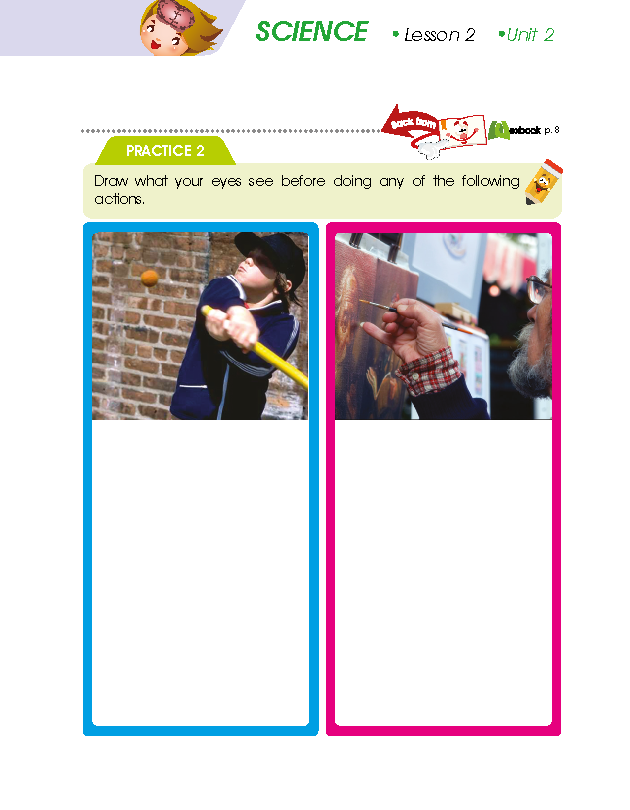 SCIENCE • Lesson 2 •Unit 2
Back from
exbook p. 8
PRACTICE 2
Draw what your eyes see before doing any of the following
actions.